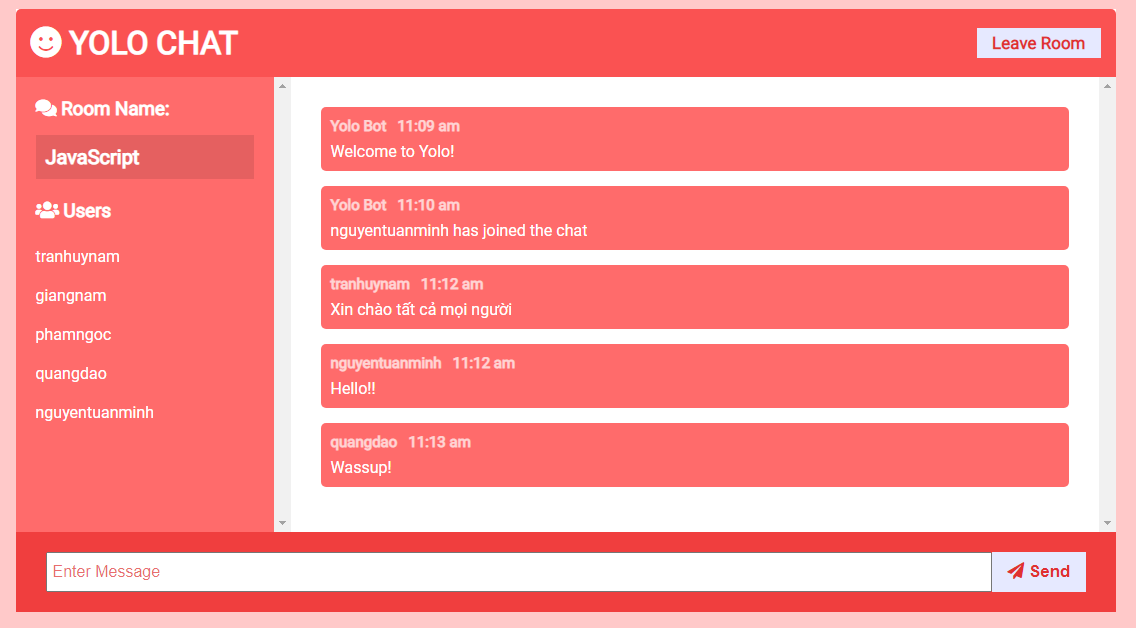 YOLO CHAT
Leave Room
Room Name:
JavaScript
Users
tranhuynam
giangnam
phamngoc
quangdao
nguyentuanminh
Yolo Bot 11:09 am
Welcome to Yolo!
Yolo Bot 11:10 am
nguyentuanminh has joined the chat
tranhuynam 11:12 am
Xin chào tất cả mọi người
nguyentuanminh 11:12 am
Hello!!
quangdao 11:13 am
Wassup!
Enter Message
Send